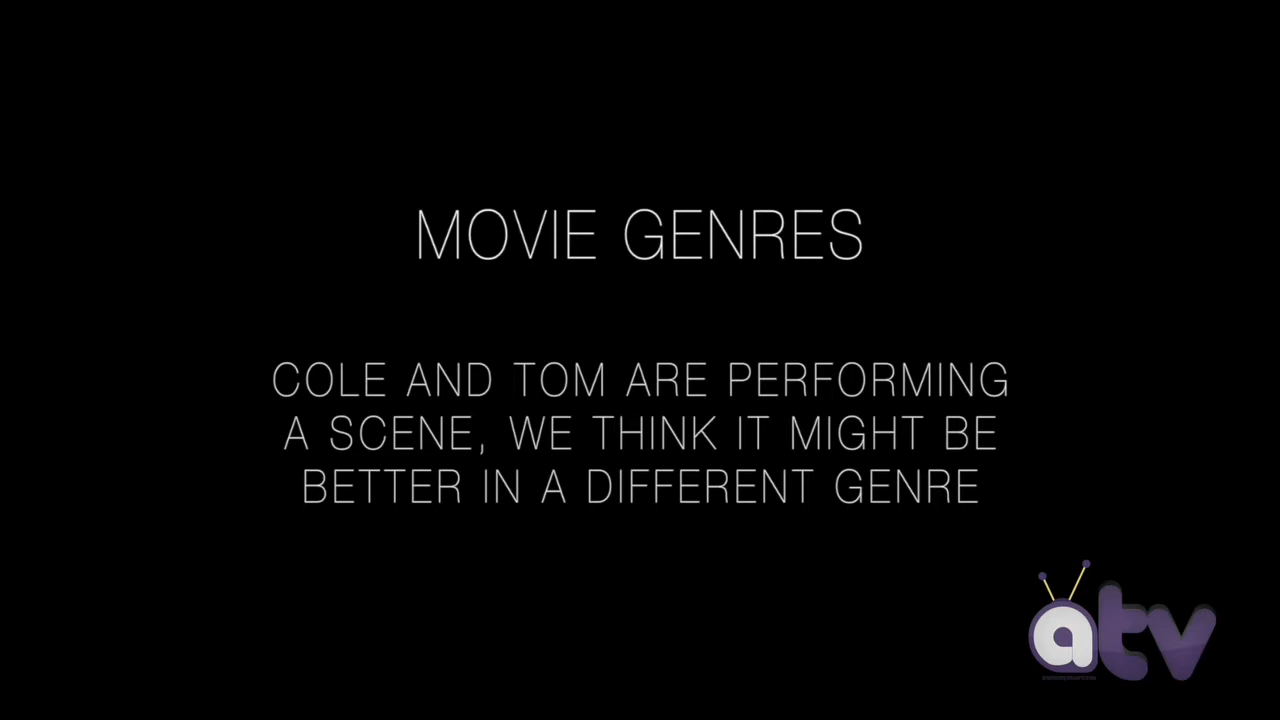 MOVIE GENRES
COLE AND TOM ARE PERFORMING
A SCENE, WE THINK IT MIGHT BE
BETTER IN A DIFFERENT GENRE
atv